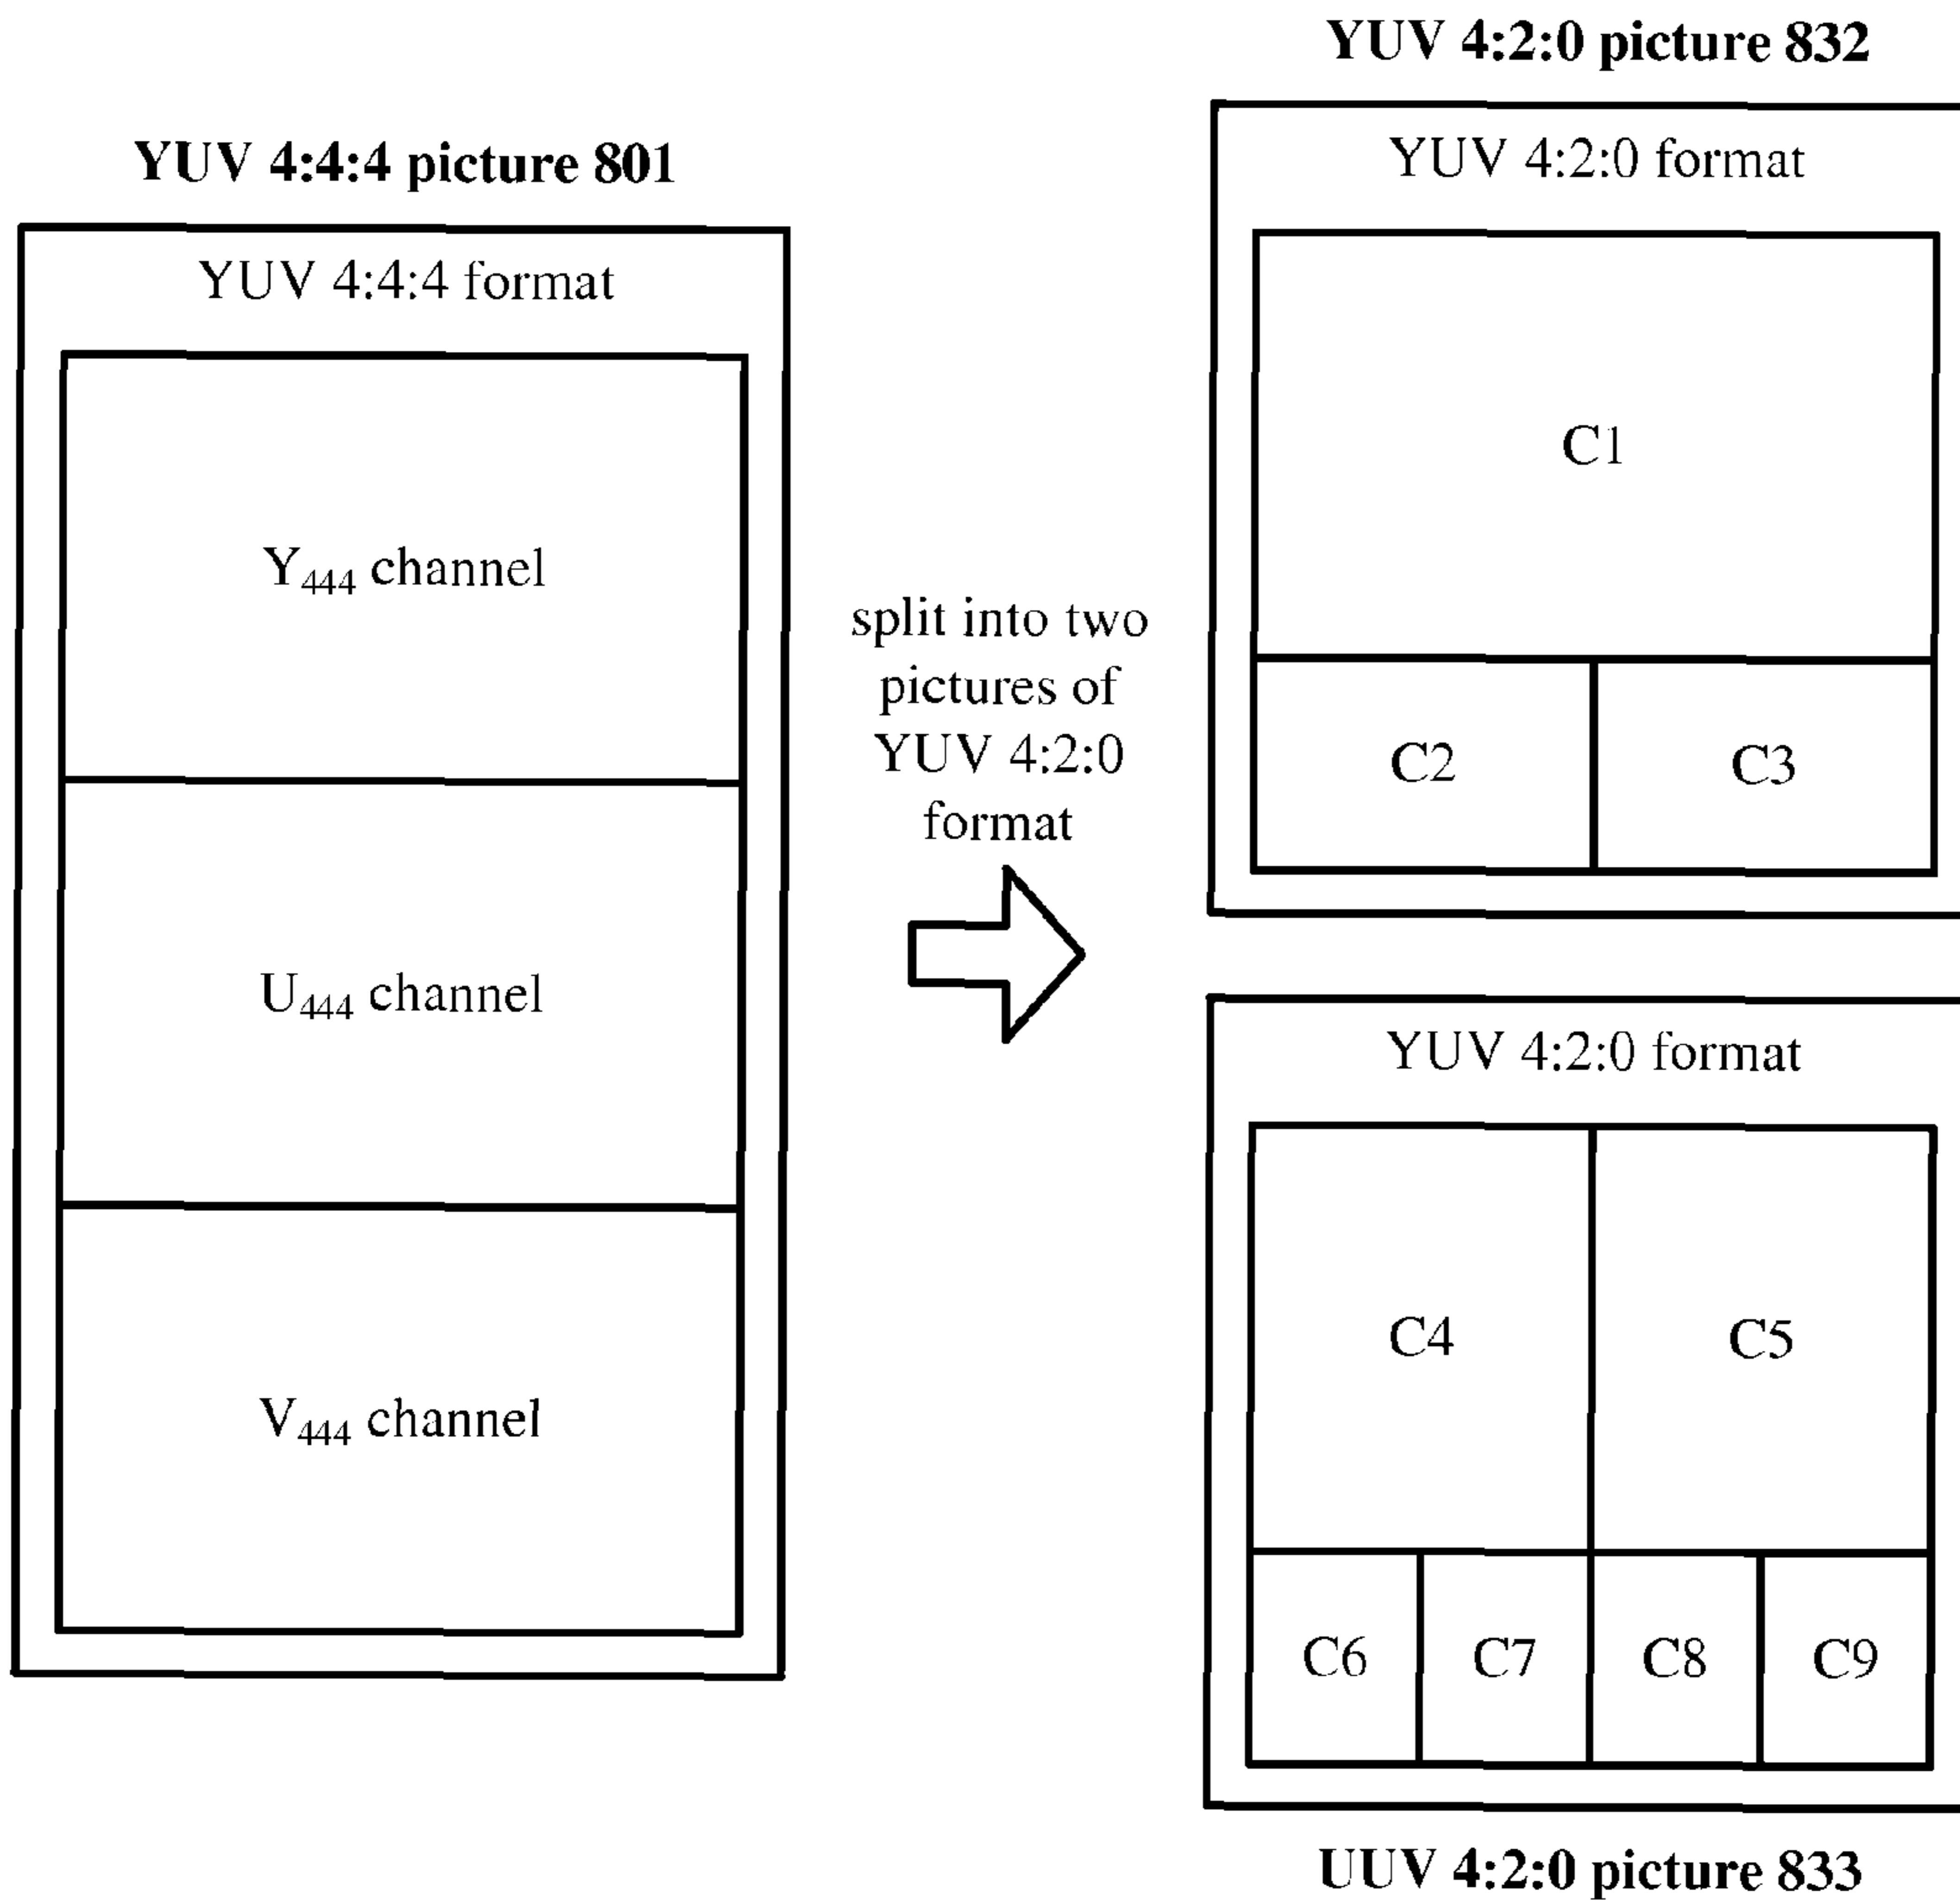 YUV 4:4:4 picture 801
YUV 4:4:4 format
Y444 channel
U444 channel
V444 channel
split into two
pictures of
YUV 4:2:0
format
YUV 4:2:0 picture 832
YUV 4:2:0 format
C1
C2 C3
YUV 4:2:0 format
C4 C5
C6 C7 C8 C9
UUV 4:2:0 picture 833